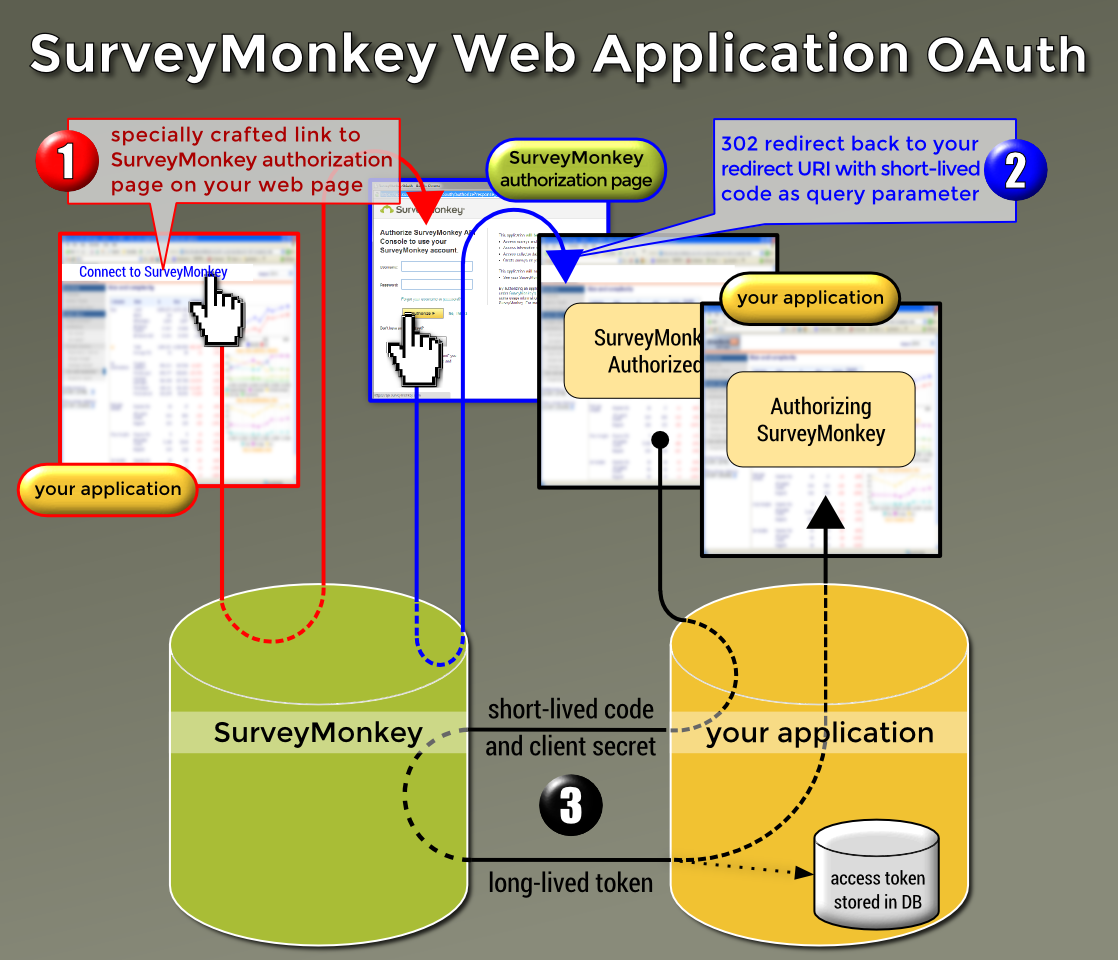 SurveyMonkey Web Application OAuth
1
specially crafted link to
SurveyMonkey authorization
page on your web page
SurveyMonkey
authorization page
302 redirect back to your
redirect URI with short-lived
code as query parameter
2
Connect to SurveyMonkey
your application
SurveyMonkey
Authorize SurveyMonkey AP
Console to use your
SurveyMonkey account.
Username:
Password:
SurveyMonk
Authorized
your application
Authorizing
SurveyMonkey
SurveyMonkey
short-lived code
and client secret
your application
3
long-lived token
access token
stored in DB